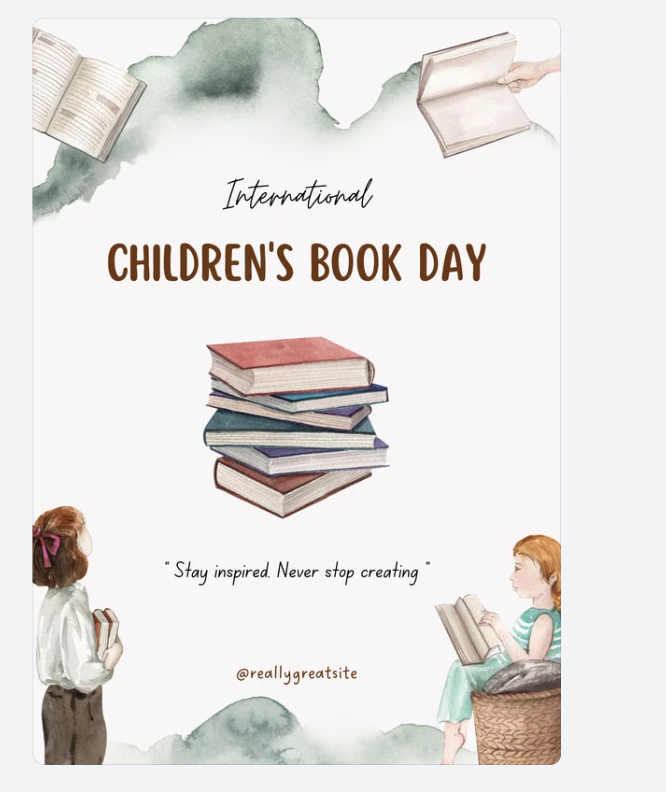 International
CHILDREN'S BOOK DAY
" Stay inspired. Never stop creating "
@reallygreatsite